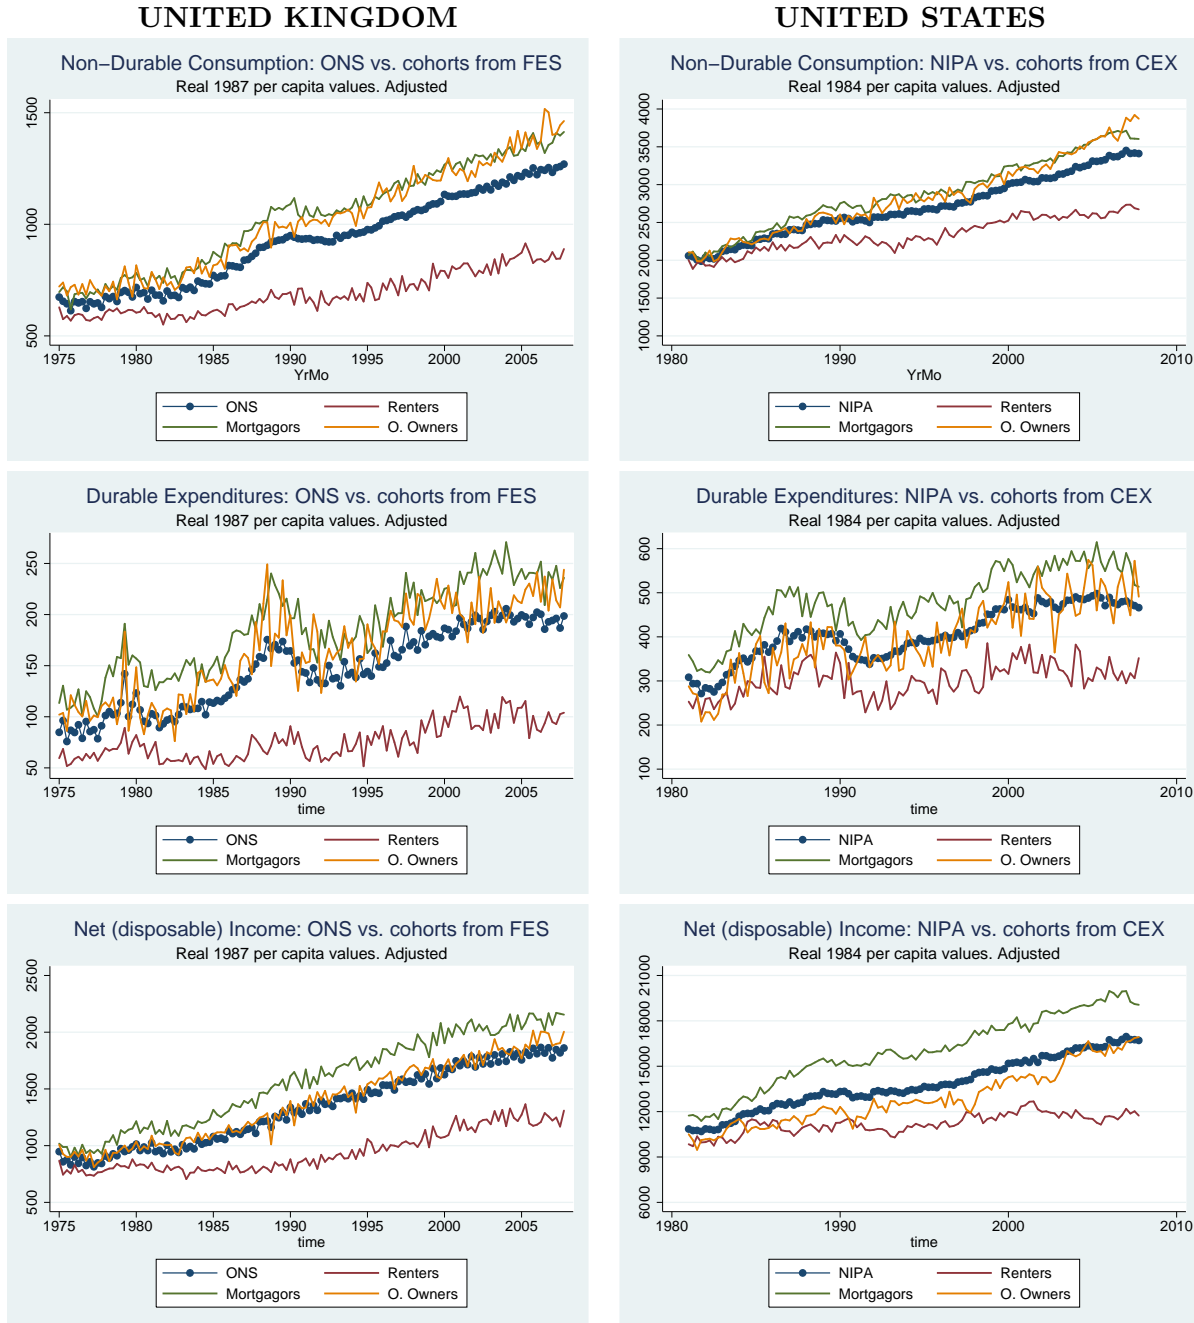 UNITED KINGDOM
UNITED STATES
Non−Durable Consumption: ONS vs. cohorts from FES
Real 1987 per capita values. Adjusted
1500
1000
500
1975 1980 1985 1990 1995 2000 2005
YrMo
ONS Renters
Mortgagors O. Owners
Non−Durable Consumption: NIPA vs. cohorts from CEX
Real 1984 per capita values. Adjusted
4000
3500
3000
2500
2000
1000 1500
1980 1990 2000 2010
YrMo
NIPA Renters
Mortgagors O. Owners
Durable Expenditures: ONS vs. cohorts from FES
Real 1987 per capita values. Adjusted
250
200
150
100
50
1975 1980 1985 1990 1995 2000 2005
time
ONS Renters
Mortgagors O. Owners
Durable Expenditures: NIPA vs. cohorts from CEX
Real 1984 per capita values. Adjusted
600
500
400
300
200
100
1980 1990 2000 2010
time
NIPA Renters
Mortgagors O. Owners
Net (disposable) Income: ONS vs. cohorts from FES
Real 1987 per capita values. Adjusted
2500
2000
1500
1000
500
1975 1980 1985 1990 1995 2000 2005
time
ONS Renters
Mortgagors O. Owners
Net (disposable) Income: NIPA vs. cohorts from CEX
Real 1984 per capita values. Adjusted
21000
18000
15000
12000
9000
6000
1980 1990 2000 2010
time
NIPA Renters
Mortgagors O. Owners